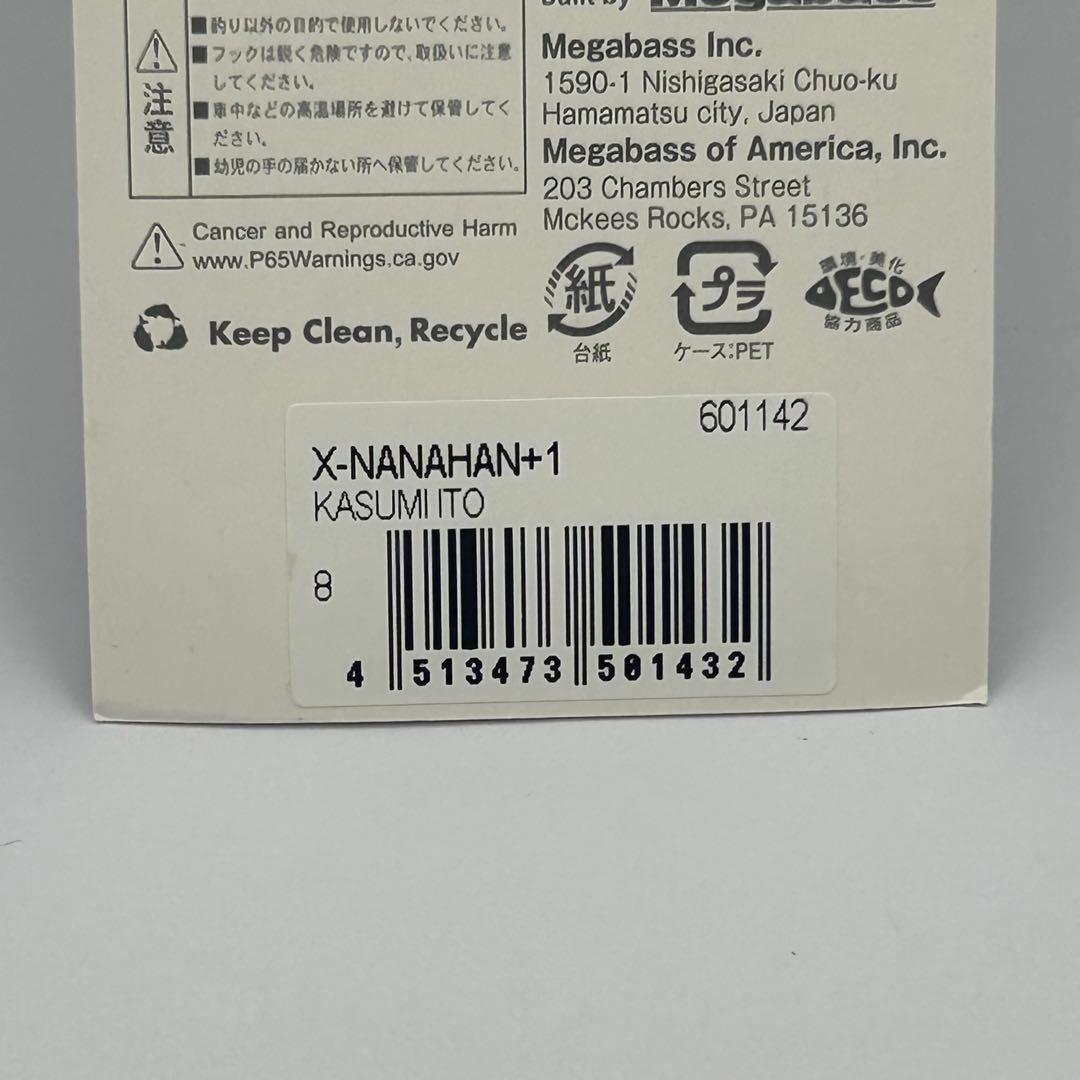 ■釣り以外の目的で使用しないでください。
■フックは鋭く危険ですので、取扱いに注意
してください。
■車中などの高温場所を避けて保管してく
ださい。
■幼児の手の届かない所へ保管してください。
注意
Cancer and Reproductive Harm
www.P65Warnings.ca.gov
Keep Clean, Recycle
Built by Megabass
Megabass Inc.
1590-1 Nishigasaki Chuo-ku
Hamamatsu city, Japan
Megabass of America, Inc.
203 Chambers Street
Mckees Rocks, PA 15136
紙
台紙
プラ
ケース:PET
環境・美化
ECO
協力商品
601142
X-NANAHAN+1
KASUMI ITO
8
4 513473 501432